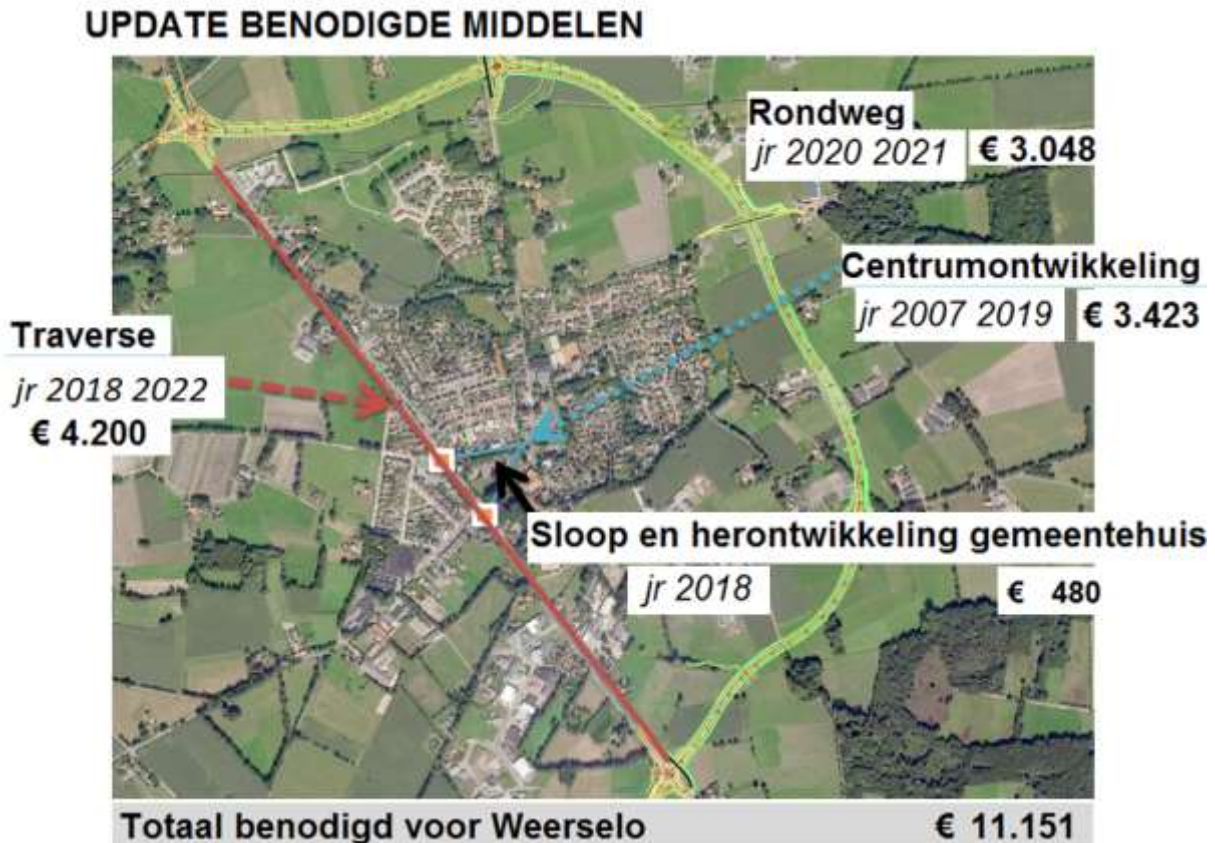 UPDATE BENODIGDE MIDDELEN
Rondweg
jr 2020 2021 € 3.048
Centrumontwikkeling
jr 2007 2019 € 3.423
Traverse
jr 2018 2022
€ 4.200
Sloop en herontwikkeling gemeentehuis
jr 2018 € 480
Totaal benodigd voor Weerselo € 11.151